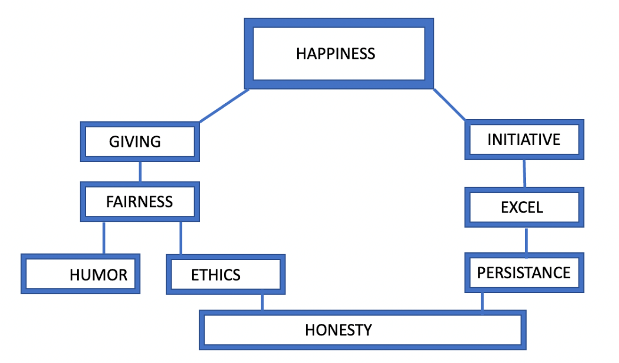 HAPPINESS
GIVING
INITIATIVE
FAIRNESS
EXCEL
HUMOR
ETHICS
PERSISTANCE
HONESTY